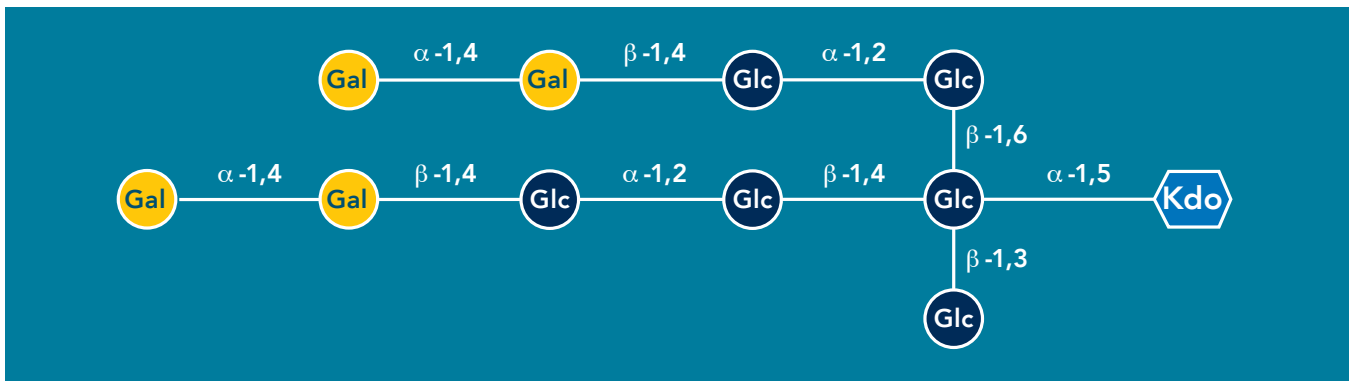 α-1,4 β-1,4 α-1,2
Gal Gal Glc Glc
β-1,6
α-1,4 β-1,4 α-1,2 β-1,4 α-1,5
Gal Gal Glc Glc Glc Kdo
β-1,3
Glc